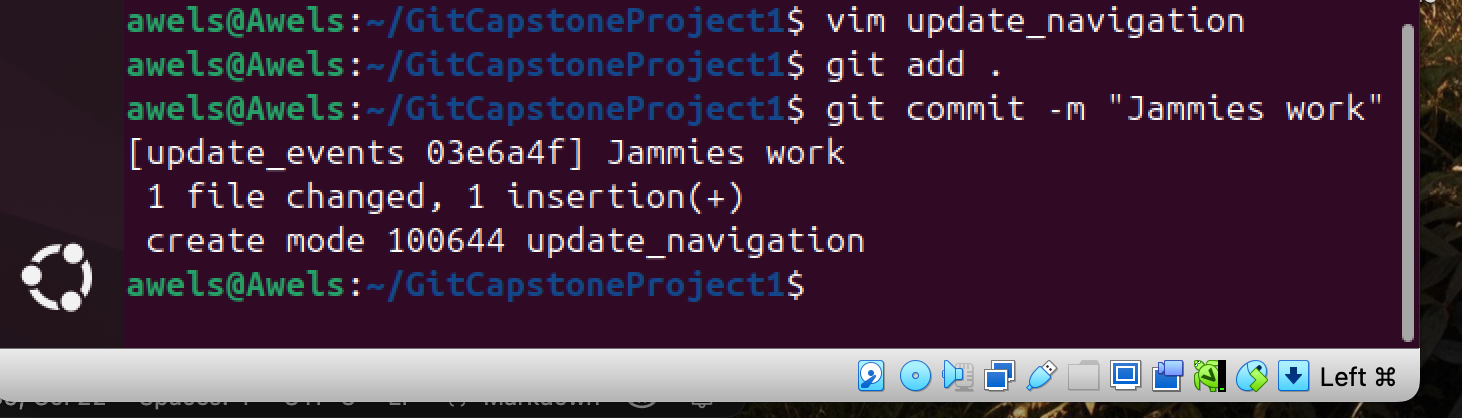 awels@Awels:~/GitCapstoneProject1$ vim update_navigation
awels@Awels:~/GitCapstoneProject1$ git add .
awels@Awels:~/GitCapstoneProject1$ git commit -m "Jammies work"
[update_events 03e6a4f] Jammies work
 1 file changed, 1 insertion(+)
 create mode 100644 update_navigation
awels@Awels:~/GitCapstoneProject1$
Left ⌘